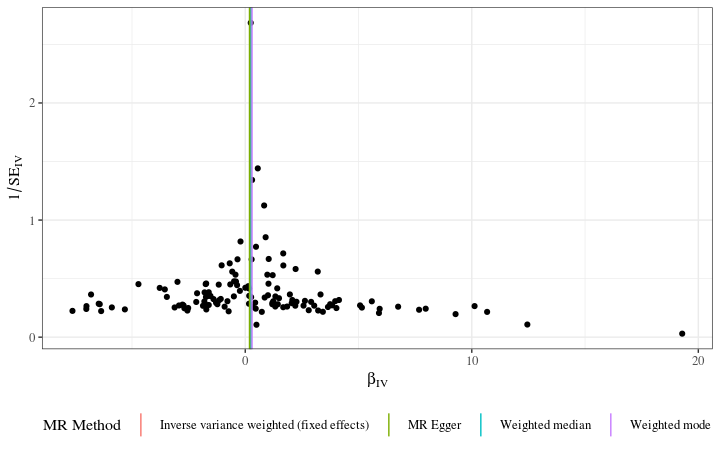 2
1
0
1/SE_IV
0 10 20
β_IV
MR Method Inverse variance weighted (fixed effects) MR Egger Weighted median Weighted mode